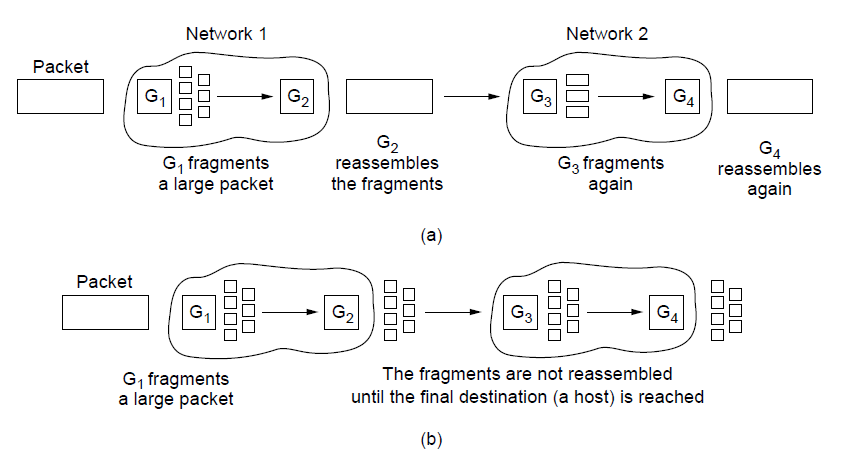 Network 1
Network 2
Packet
G1
G2
G3
G4
G1 fragments
a large packet
G2
reassembles
the fragments
G3 fragments
again
G4
reassembles
again
(a)
Packet
G1
G2
G3
G4
G1 fragments
a large packet
The fragments are not reassembled
until the final destination (a host) is reached
(b)